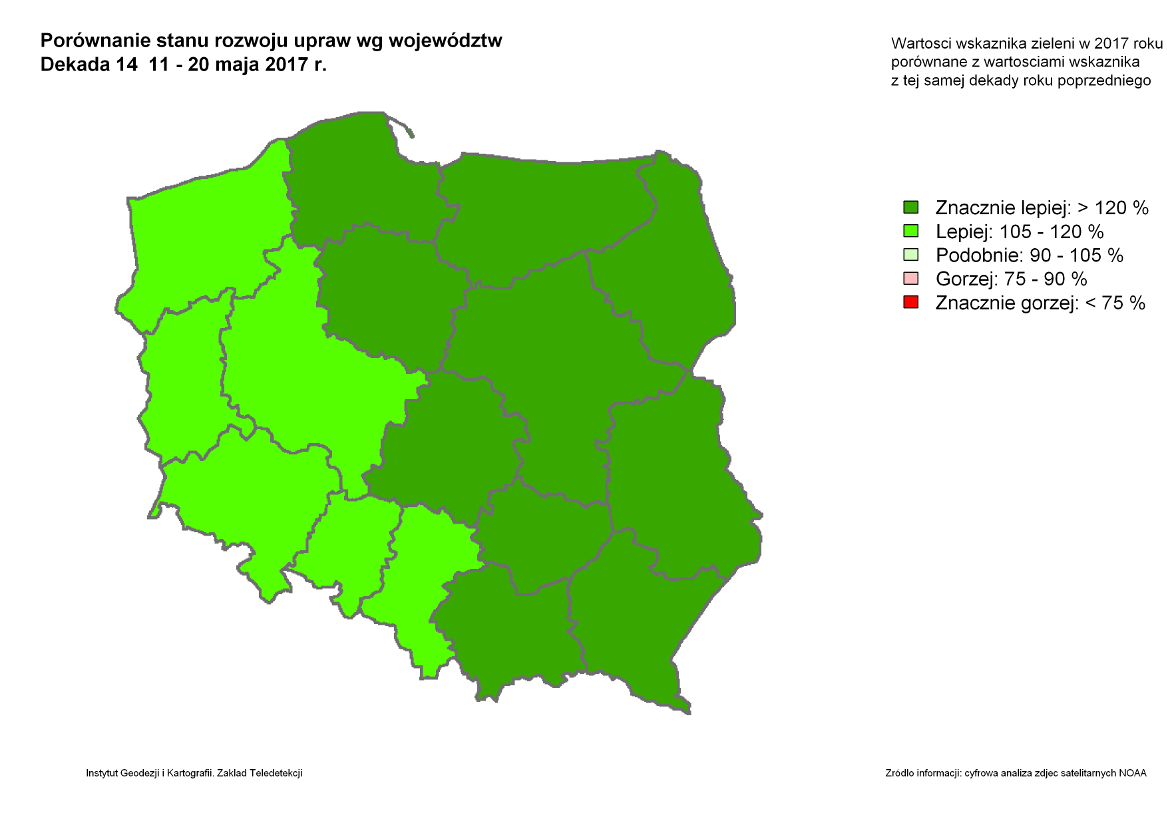 Porównanie stanu rozwoju upraw wg województw
Dekada 14 11 - 20 maja 2017 r.
Wartosci wskaznika zieleni w 2017 roku
porównane z wartosciami wskaznika
z tej samej dekady roku poprzedniego
Znacznie lepiej: > 120 %
Lepiej: 105 - 120 %
Podobnie: 90 - 105 %
Gorzej: 75 - 90 %
Znacznie gorzej: < 75 %
Instytut Geodezji i Kartografii. Zakład Teledetekcji
Zródło informacji: cyfrowa analiza zdjec satelitarnych NOAA